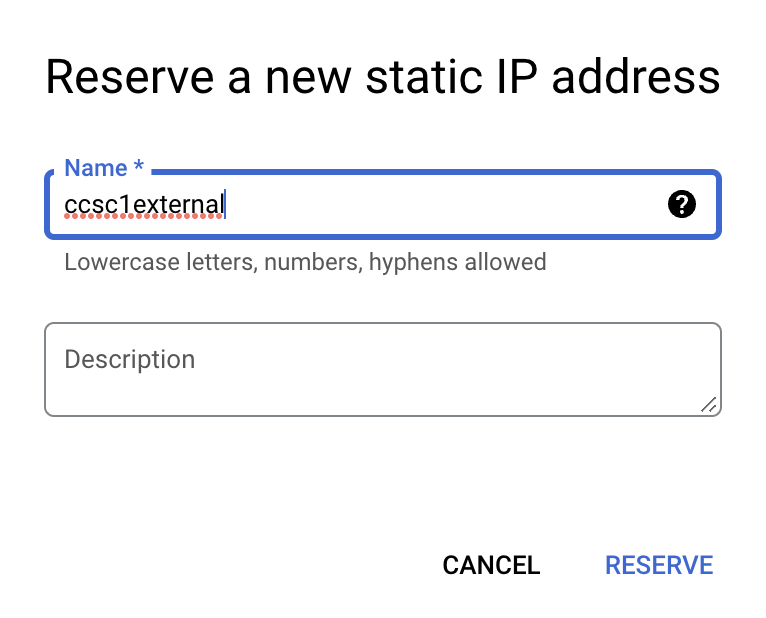 Reserve a new static IP address
Name *
ccsc1external
?
Lowercase letters, numbers, hyphens allowed
Description
CANCEL RESERVE